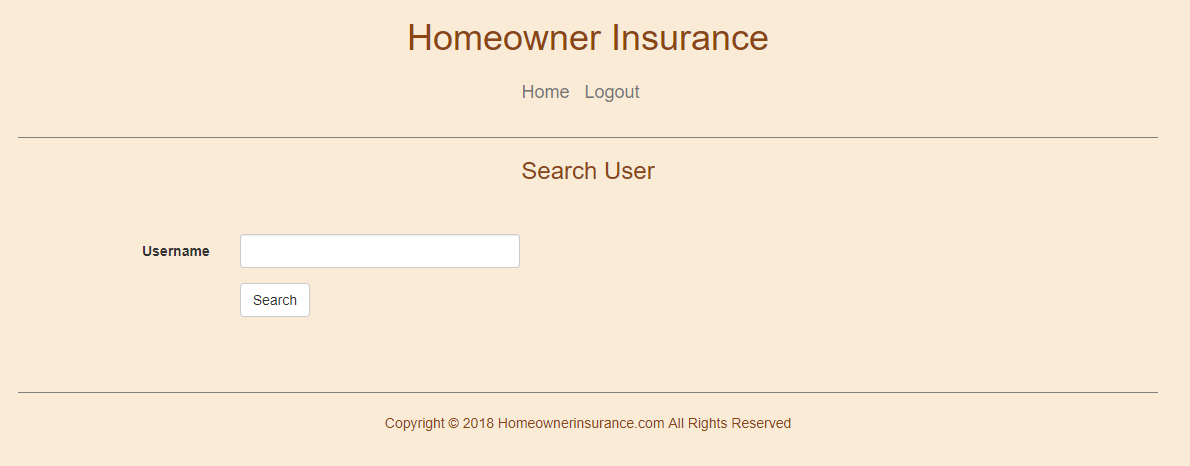 Homeowner Insurance
Home Logout
Search User
Username
Search
Copyright © 2018 Homeownerinsurance.com All Rights Reserved